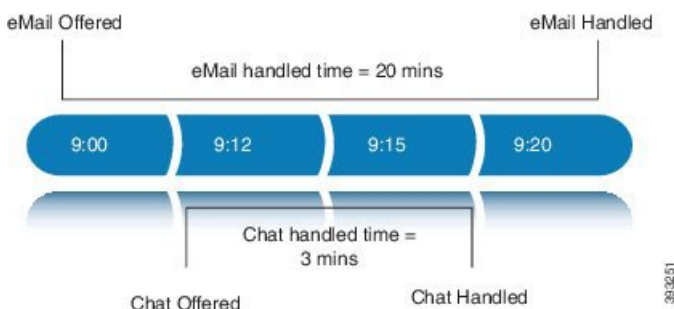 eMail Offered
eMail Handled
eMail handled time = 20 mins
9:00
9:12
9:15
9:20
Chat handled time =
3 mins
Chat Offered
Chat Handled
393251